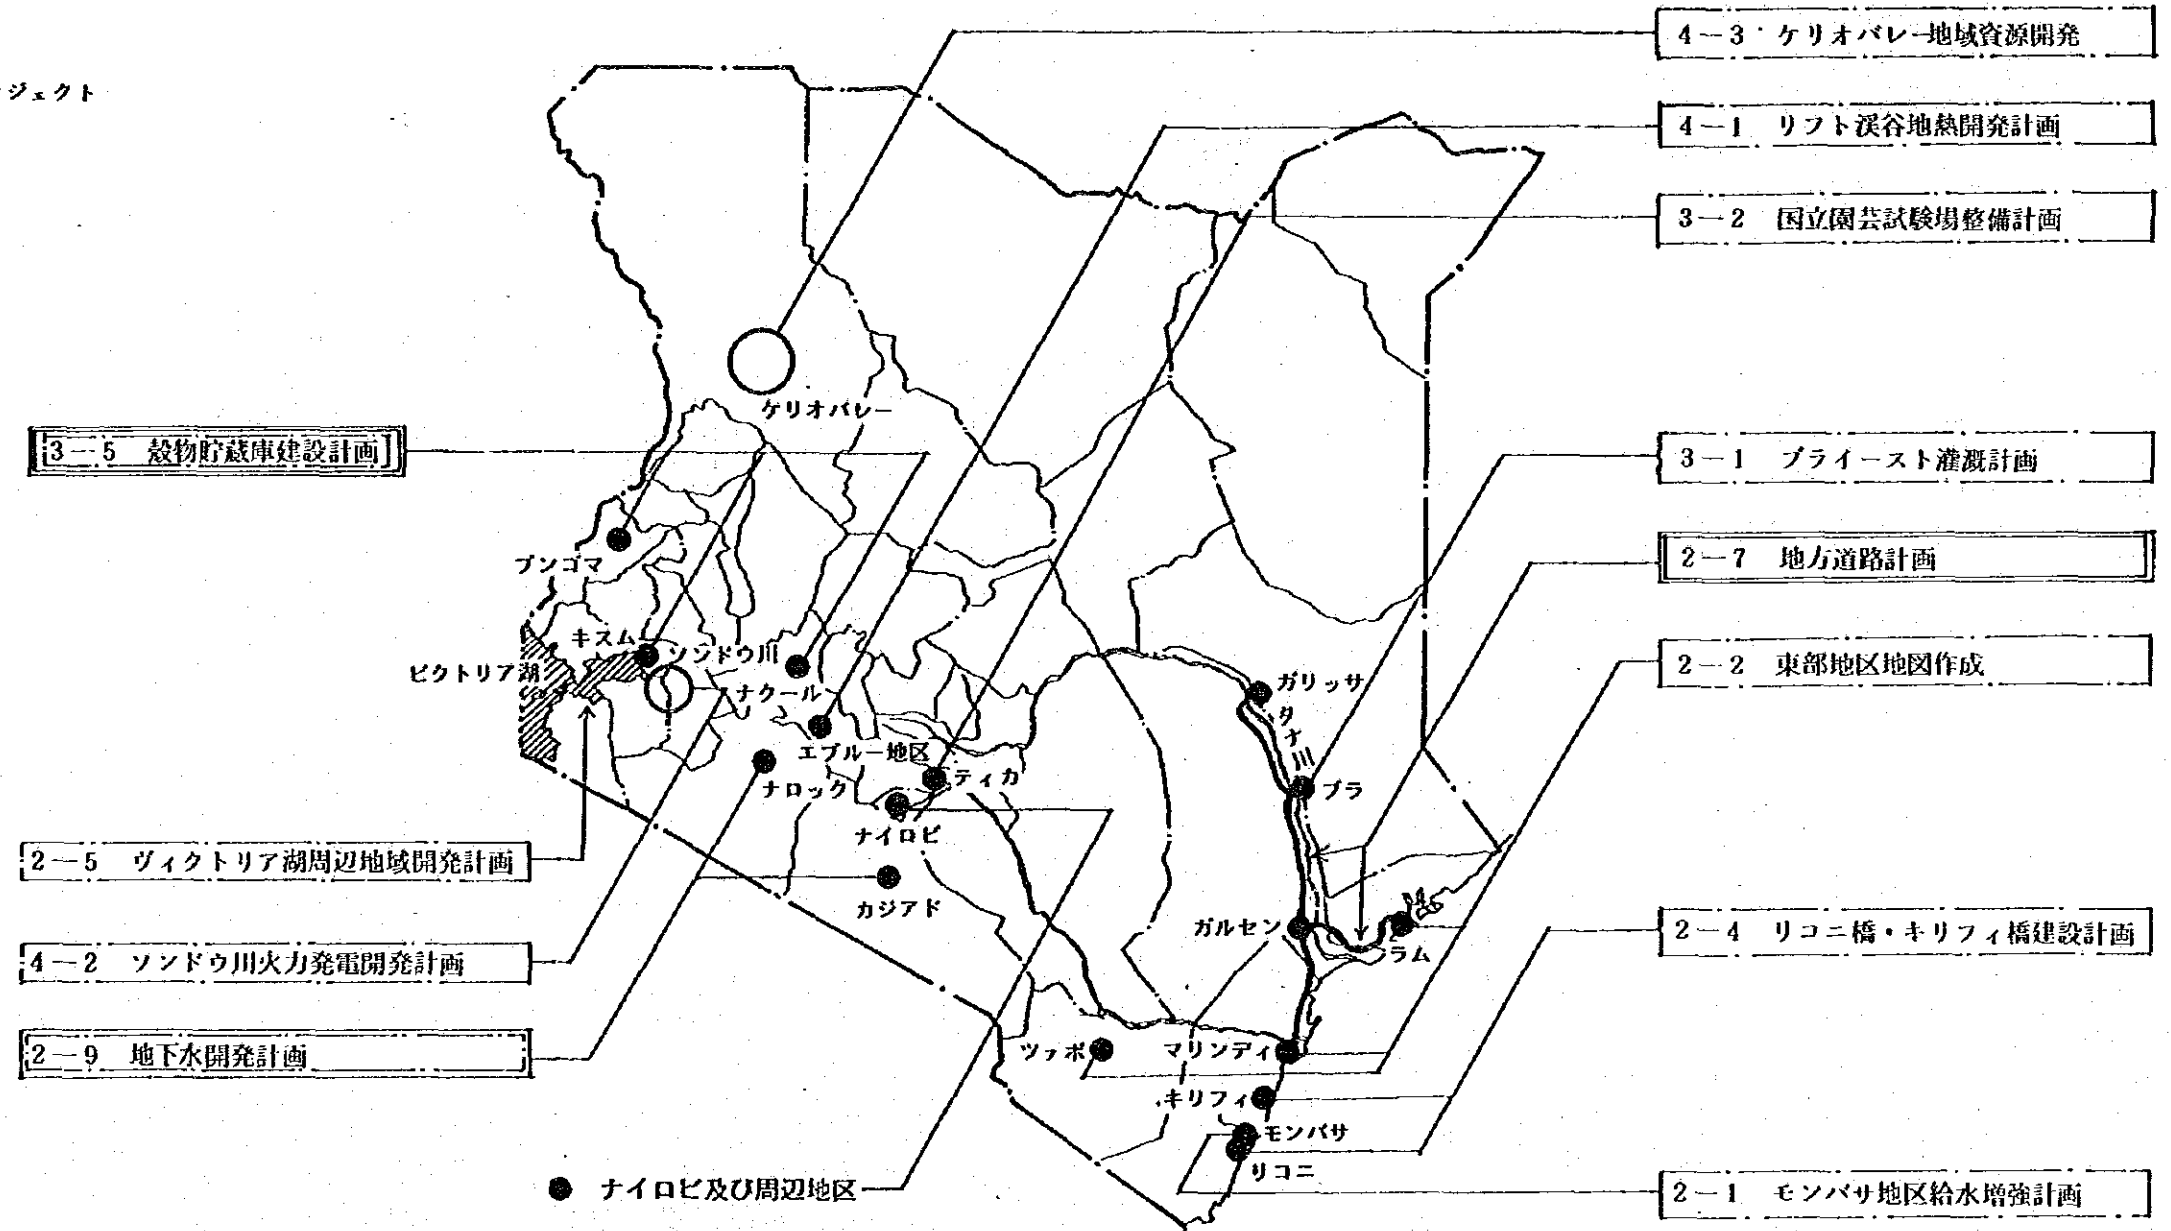 ジェクト
4－3 ケリオバレー地域資源開発
4－1 リフト渓谷地熱開発計画
3－2 国立園芸試験場整備計画
ケリオバレー
3－5 穀物貯蔵庫建設計画
3－1 ブライースト灌漑計画
2－7 地方道路計画
ブンゴマ
キスム
ソンドウ川
ビクトリア湖
ナクール
2－2 東部地区地図作成
ガリッサ
タナ川
エブルー地区
ティカ
ナロック
ブラ
ナイロビ
2－5 ヴィクトリア湖周辺地域開発計画
カジアド
ガルセン
ラム
2－4 リコニ橋・キリフィ橋建設計画
4－2 ソンドウ川火力発電開発計画
2－9 地下水開発計画
ツァボ
マリンディ
キリフィ
モンバサ
リコニ
ナイロビ及び周辺地区
2－1 モンバサ地区給水増強計画